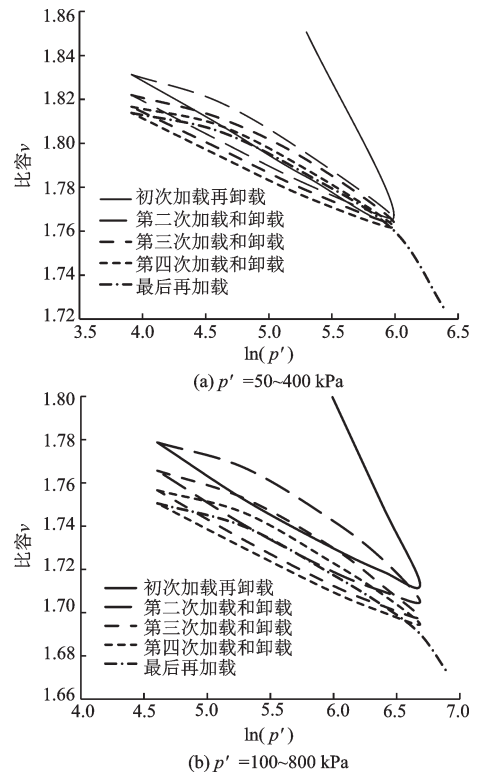 1.86
1.84
1.82
1.80
1.78
1.76
1.74
1.72
比容v
初次加载再卸载
第二次加载和卸载
第三次加载和卸载
第四次加载和卸载
最后再加载
3.5 4.0 4.5 5.0 5.5 6.0 6.5
ln(p′)
(a) p′ =50~400 kPa
1.80
1.78
1.76
1.74
1.72
1.70
1.68
1.66
比容v
初次加载再卸载
第二次加载和卸载
第三次加载和卸载
第四次加载和卸载
最后再加载
4.0 4.5 5.0 5.5 6.0 6.5 7.0
ln(p′)
(b) p′ =100~800 kPa